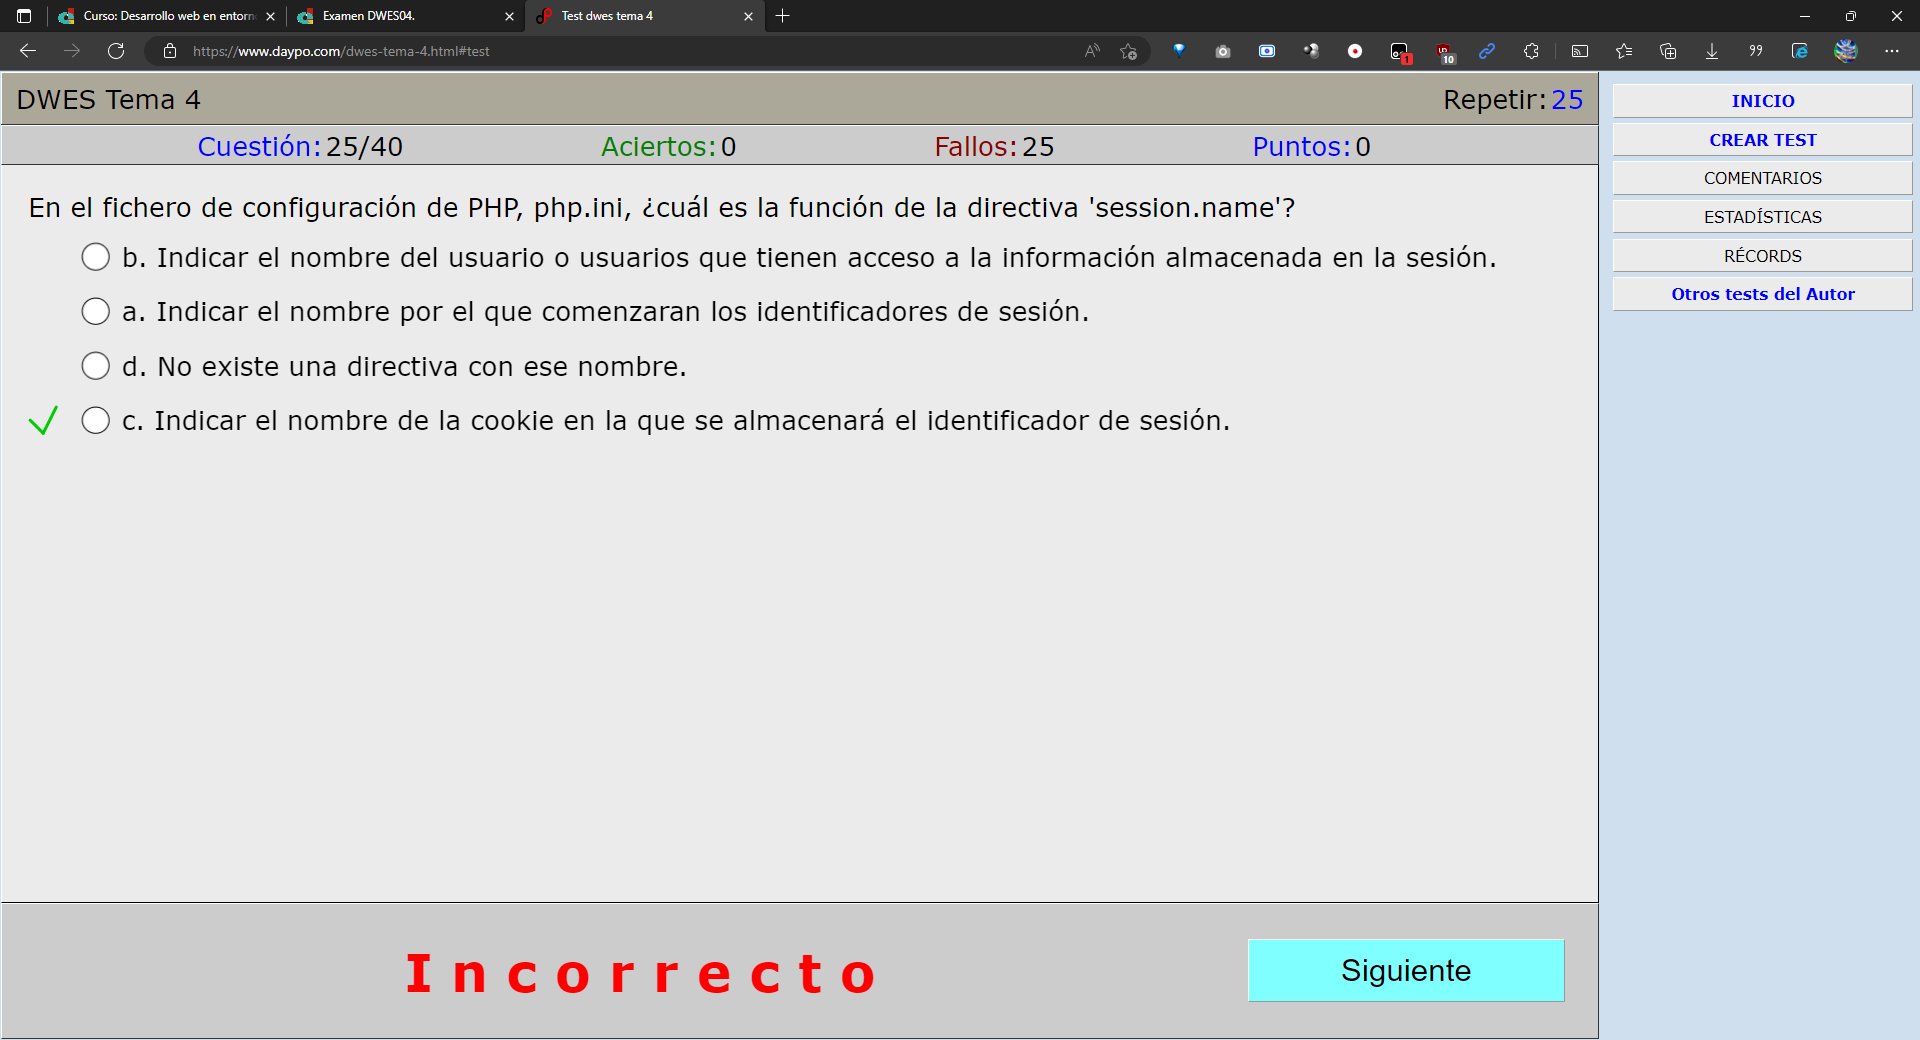 Curso: Desarrollo web en entorn
Examen DWES04.
Test dwes tema 4
https://www.daypo.com/dwes-tema-4.html#test
1
10
DWES Tema 4
Repetir: 25
Cuestión: 25/40
Aciertos: 0
Fallos: 25
Puntos: 0
En el fichero de configuración de PHP, php.ini, ¿cuál es la función de la directiva 'session.name'?
b. Indicar el nombre del usuario o usuarios que tienen acceso a la información almacenada en la sesión.
a. Indicar el nombre por el que comenzaran los identificadores de sesión.
d. No existe una directiva con ese nombre.
c. Indicar el nombre de la cookie en la que se almacenará el identificador de sesión.
Incorrecto
Siguiente
INICIO
CREAR TEST
COMENTARIOS
ESTADÍSTICAS
RÉCORDS
Otros tests del Autor